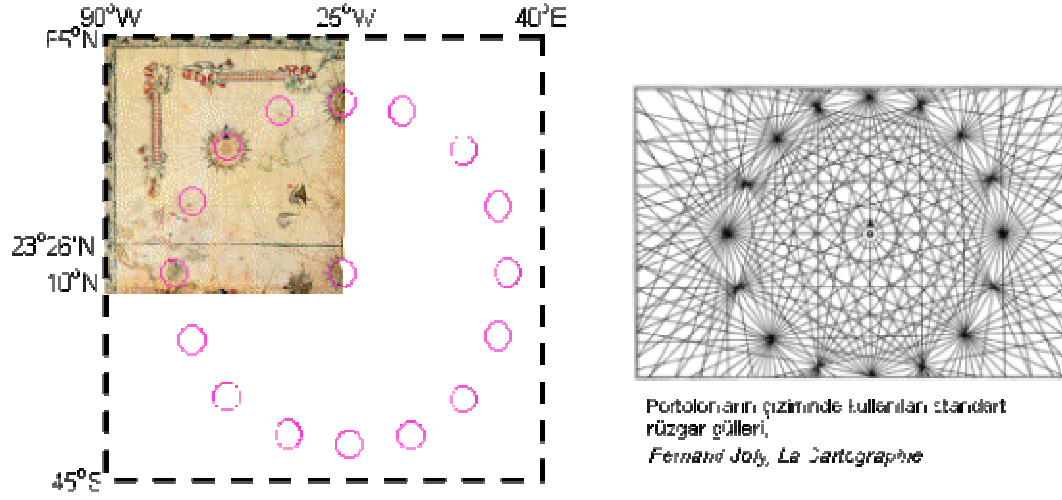 90°W 25°W 40°E
65°N
23°26'N
10°N
45°S
Portolonların çiziminde kullanılan standart
rüzgar gülleri,
Fernand Joly, La Cartographie